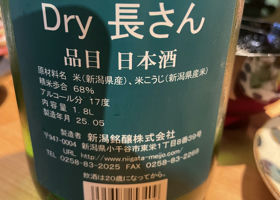 Dry 長さん
品目 日本酒
原材料名 米(新潟県産)、米こうじ(新潟県産米)
精米歩合 68%
アルコール分 17度
内容量 1.8L
製造年月 25.05
製造者 新潟銘醸株式会社
〒947-0004 新潟県小千谷市東栄1丁目8番39号
URL http://www.niigata-meijo.com/
TEL 0258-83-2025 FAX 0258-83-2265
飲酒は20歳になってから。